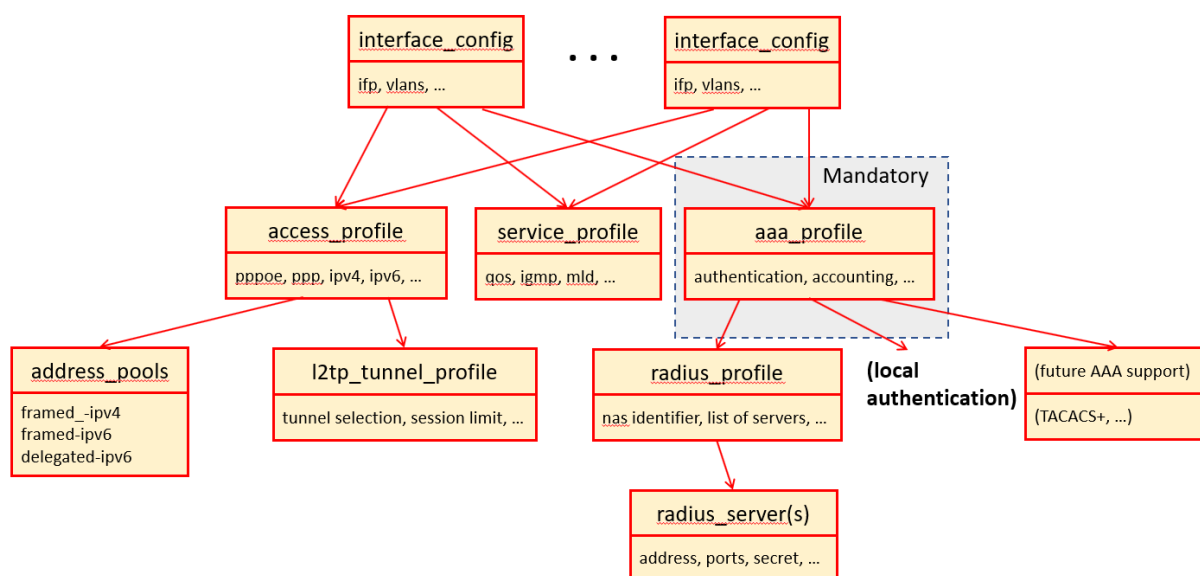 interface_config
. . .
interface_config
ifp, vlans, ...
ifp, vlans, ...
Mandatory
access_profile
service_profile
aaa_profile
pppoe, ppp, ipv4, ipv6, ...
qos, igmp, mld, ...
authentication, accounting, ...
address_pools
l2tp_tunnel_profile
radius_profile
(local
authentication)
(future AAA support)
framed_-ipv4
framed-ipv6
delegated-ipv6
tunnel selection, session limit, ...
nas identifier, list of servers, ...
(TACACS+, ...)
radius_server(s)
address, ports, secret, ...